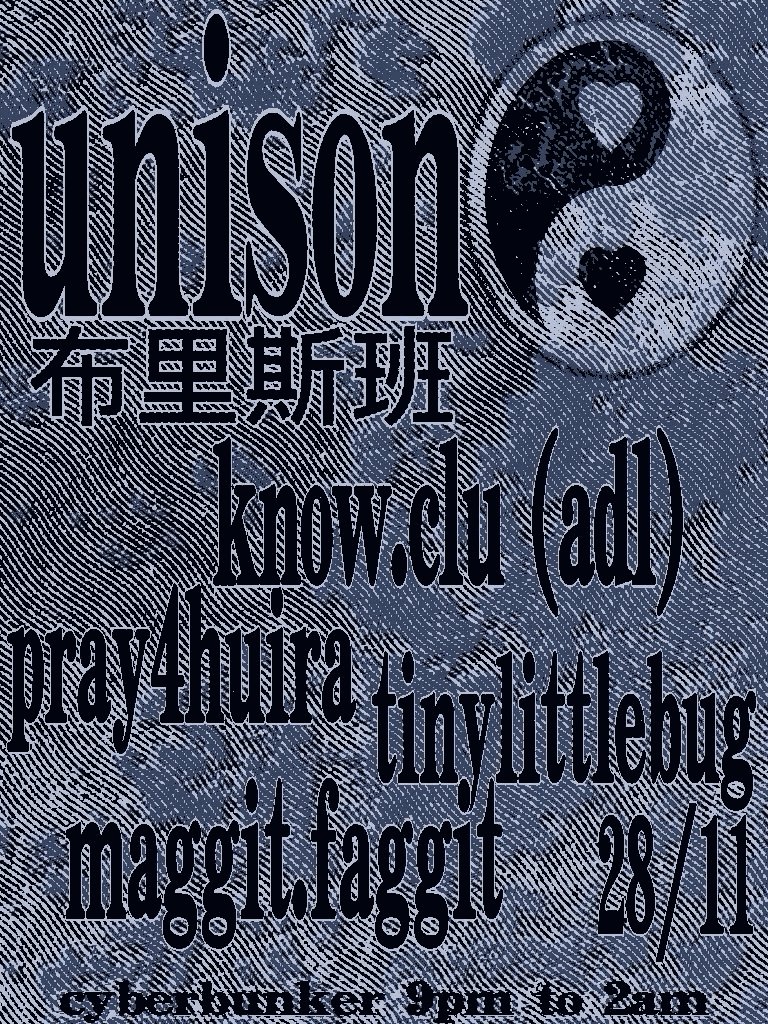 unison
布里斯班
know.clu (adl)
pray4huira
tinylittlebug
maggit.faggit
28/11
cyberbunker 9pm to 2am